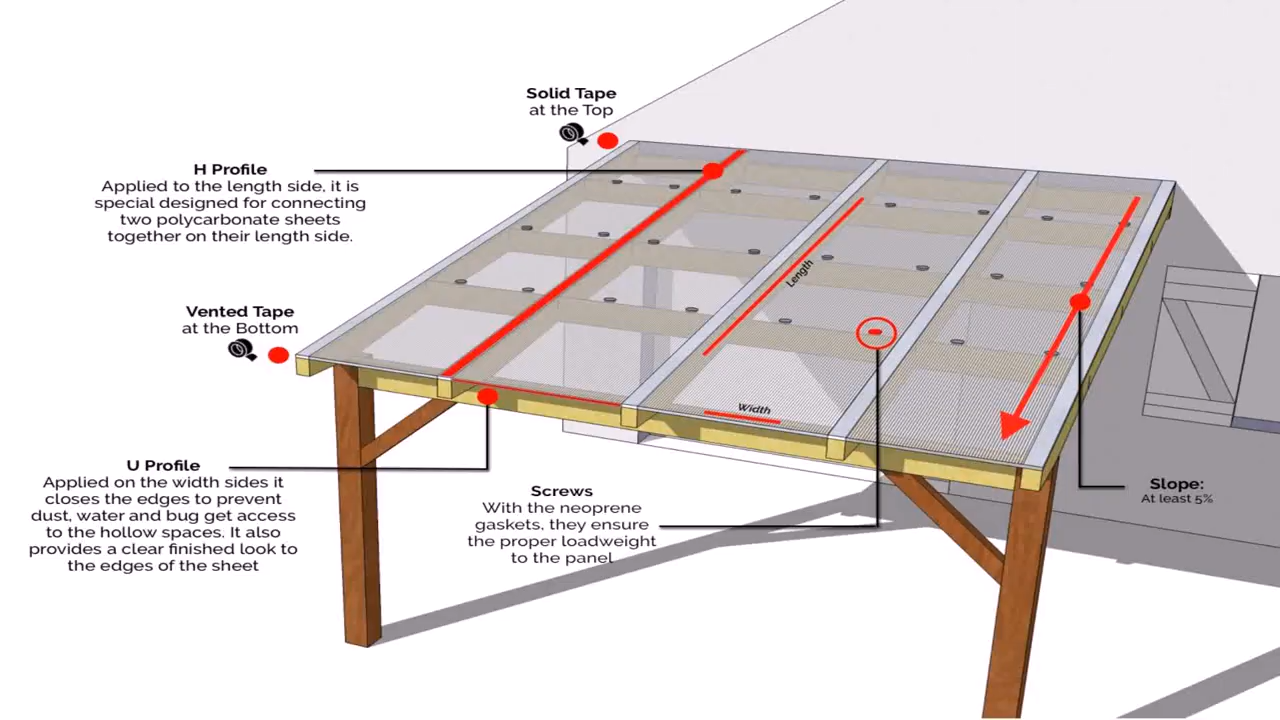 Solid Tape
at the Top
H Profile
Applied to the length side, it is
special designed for connecting
two polycarbonate sheets
together on their length side.
Vented Tape
at the Bottom
Length
Width
U Profile
Applied on the width sides it
closes the edges to prevent
dust, water and bug get access
to the hollow spaces. It also
provides a clear finished look to
the edges of the sheet
Screws
With the neoprene
gaskets, they ensure
the proper loadweight
to the panel
Slope:
At least 5%